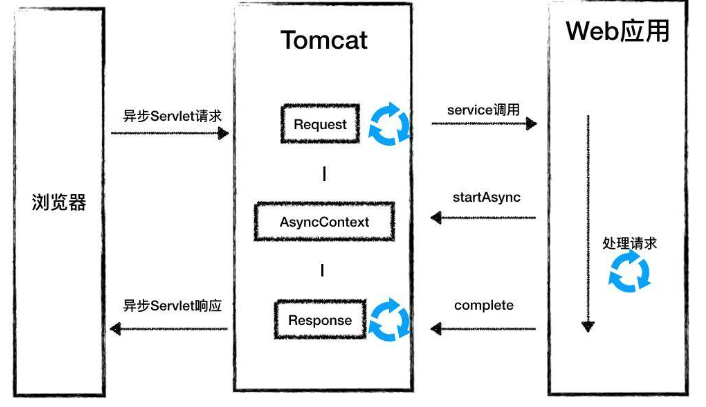 Tomcat
Web应用
异步Servlet请求
Request
service调用
浏览器
AsyncContext
startAsync
处理请求
异步Servlet响应
Response
complete